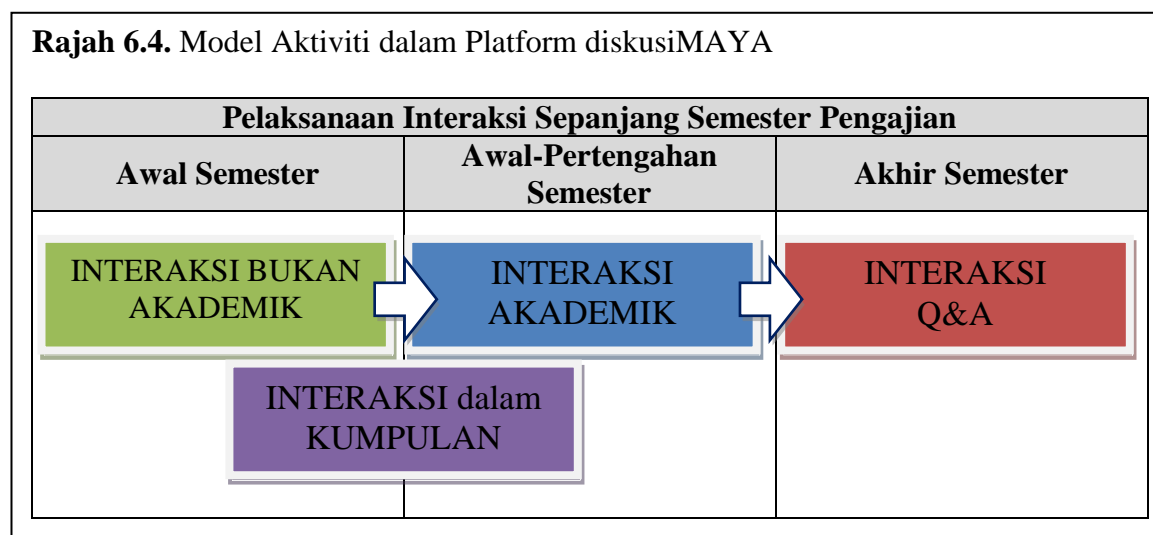 Rajah 6.4. Model Aktiviti dalam Platform diskusiMAYA
Pelaksanaan Interaksi Sepanjang Semester Pengajian
Awal Semester
Awal-Pertengahan
Semester
Akhir Semester
INTERAKSI BUKAN
AKADEMIK
INTERAKSI
AKADEMIK
INTERAKSI
Q&A
INTERAKSI dalam
KUMPULAN